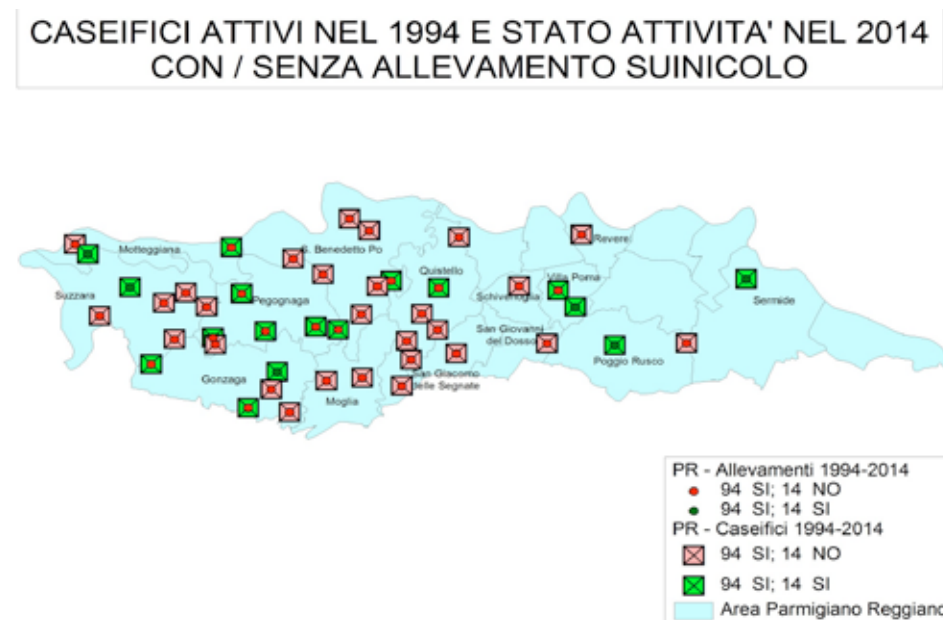 CASEIFICI ATTIVI NEL 1994 E STATO ATTIVITA' NEL 2014
CON / SENZA ALLEVAMENTO SUINICOLO
Motteggiana
S. Benedetto Po
Revere
Quistello
Villa Poma
Suzzara
Pegognaga
Schivenoglia
Sermide
San Giovanni
del Dosso
Poggio Rusco
Gonzaga
San Giacomo
delle Segnate
Moglia
PR - Allevamenti 1994-2014
94 SI; 14 NO
94 SI; 14 SI
PR - Caseifici 1994-2014
94 SI; 14 NO
94 SI; 14 SI
Area Parmigiano Reggiano